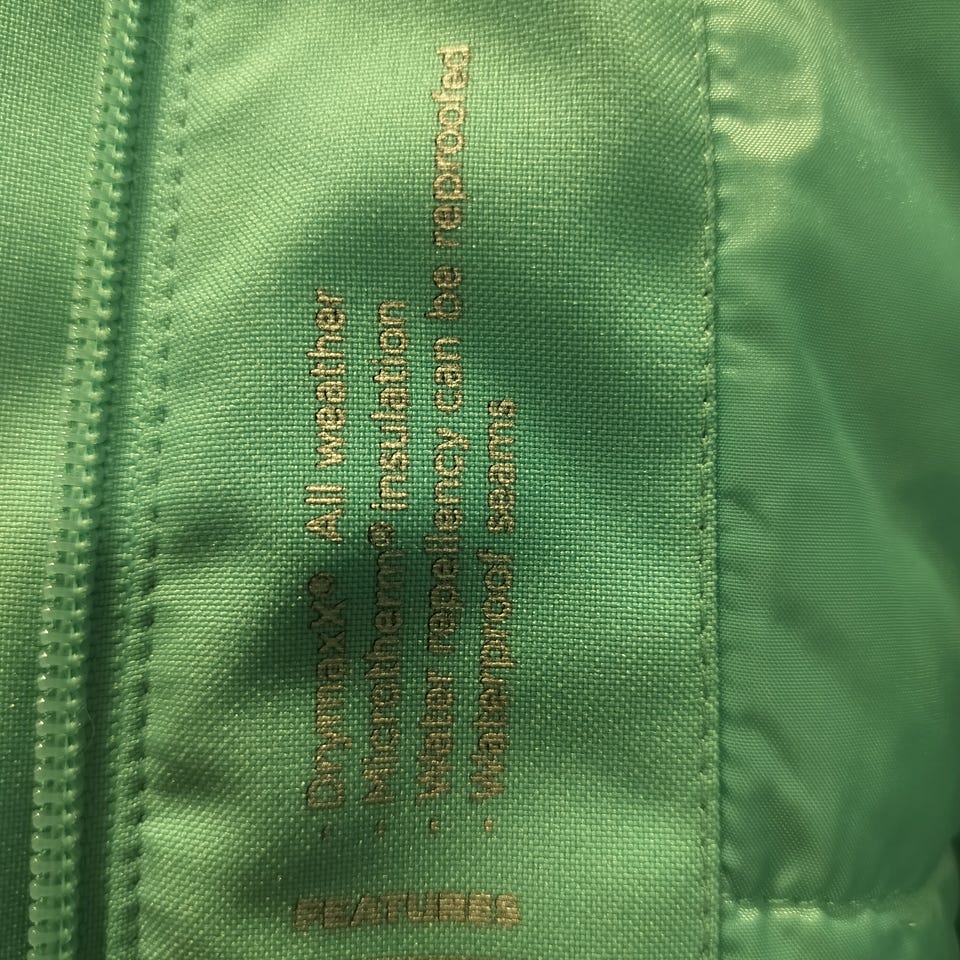 FEATURES
- DrymaxX® All weather
- Microtherm® insulation
- Water repellency can be reproofed
- Waterproof seams